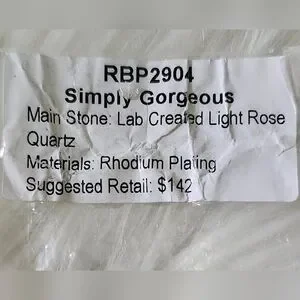 RBP2904
Simply Gorgeous
Main Stone: Lab Created Light Rose
Quartz
Materials: Rhodium Plating
Suggested Retail: $142